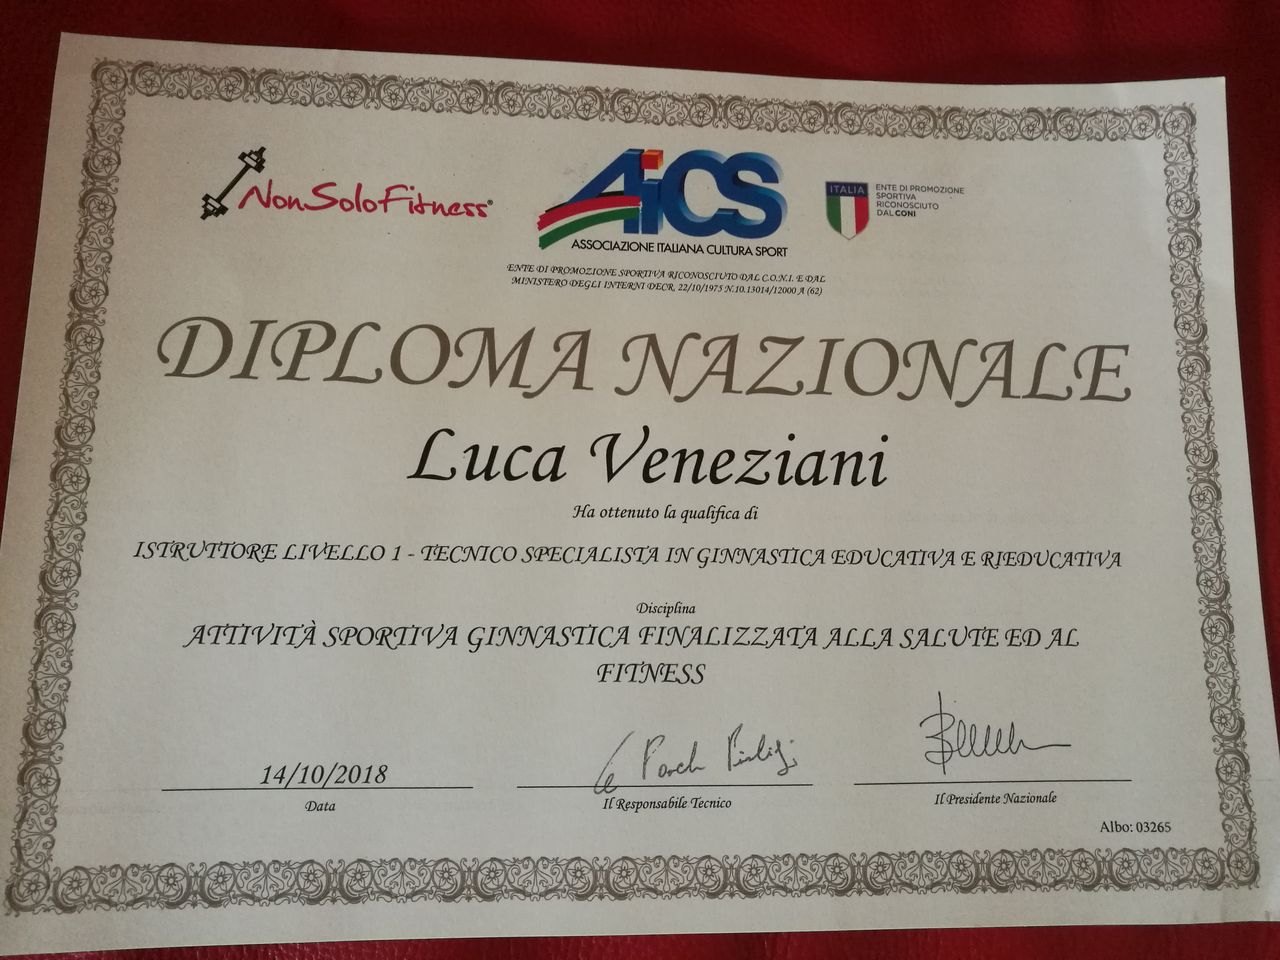 NonSoloFitness®
AiCS
ASSOCIAZIONE ITALIANA CULTURA SPORT
ITALIA
ENTE DI PROMOZIONE
SPORTIVA
RICONOSCIUTO
DAL CONI
ENTE DI PROMOZIONE SPORTIVA RICONOSCIUTO DAL C.O.N.I. E DAL
MINISTERO DEGLI INTERNI DECR. 22/10/1975 N.10.13014/12000 A (62)
DIPLOMA NAZIONALE
Luca Veneziani
Ha ottenuto la qualifica di
ISTRUTTORE LIVELLO 1 - TECNICO SPECIALISTA IN GINNASTICA EDUCATIVA E RIEDUCATIVA
Disciplina
ATTIVITÀ SPORTIVA GINNASTICA FINALIZZATA ALLA SALUTE ED AL
FITNESS
14/10/2018
Data
Il Responsabile Tecnico
Il Presidente Nazionale
Albo: 03265